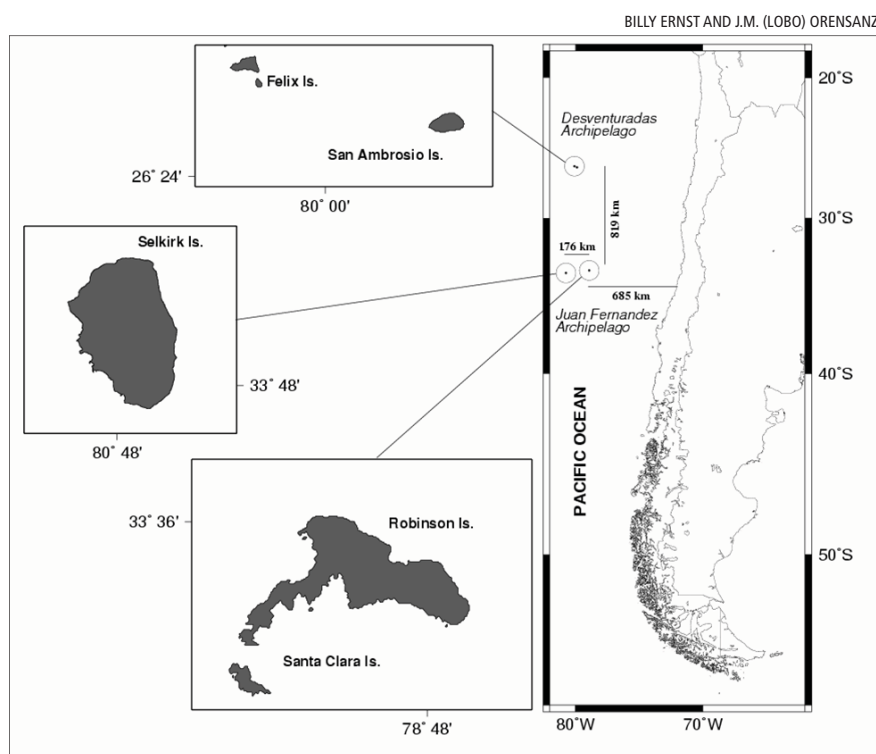 BILLY ERNST AND J.M. (LOBO) ORENSANZ
Felix Is.
San Ambrosio Is.
26° 24'
80° 00'
Selkirk Is.
33° 48'
80° 48'
33° 36'
Robinson Is.
Santa Clara Is.
78° 48'
Desventuradas
Archipelago
819 km
176 km
685 km
Juan Fernandez
Archipelago
PACIFIC OCEAN
20°S
30°S
40°S
50°S
80°W
70°W